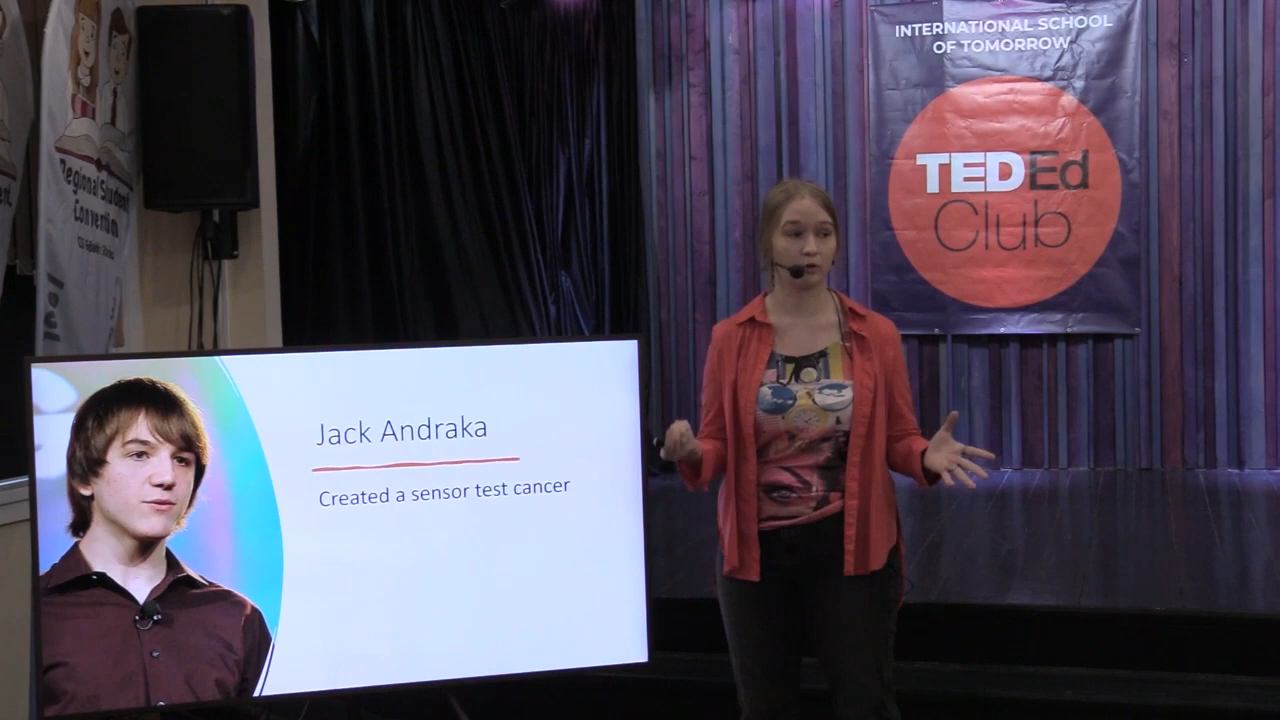 INTERNATIONAL SCHOOL
OF TOMORROW
TEDEd
Club
Regional Student
Convention
Jack Andraka
Created a sensor test cancer